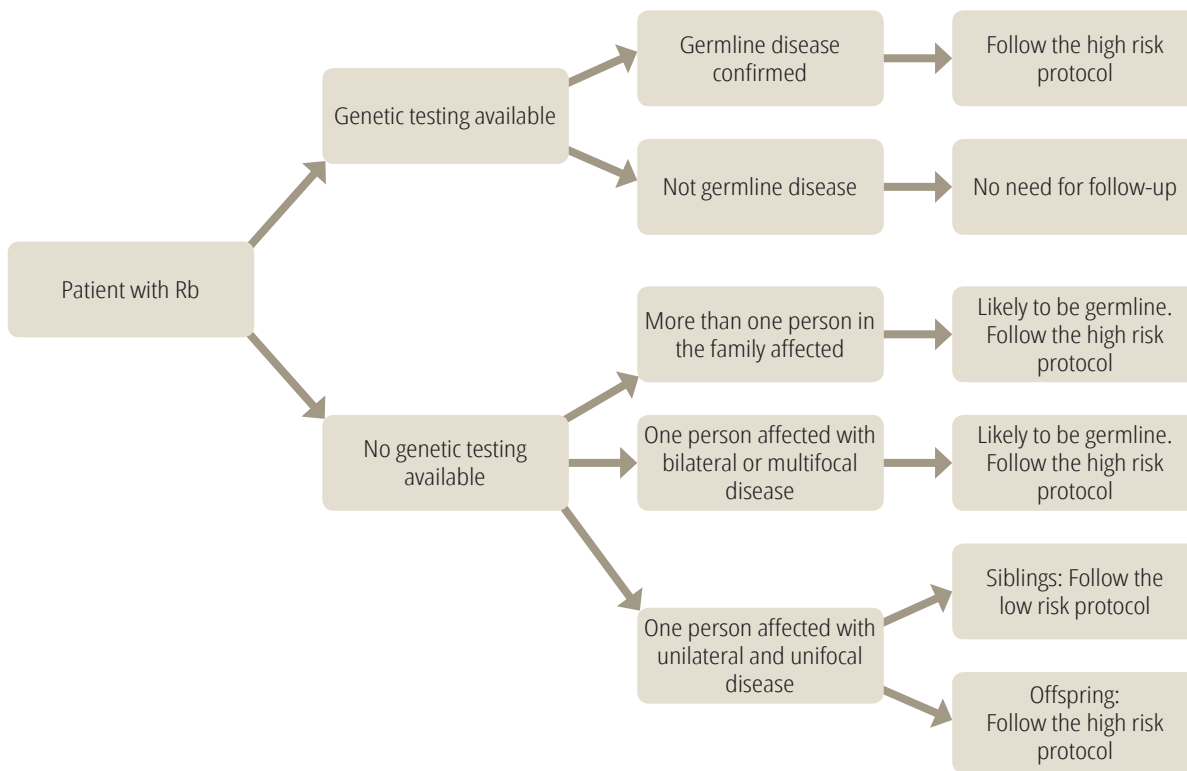 Patient with Rb
Genetic testing available
Germline disease
confirmed
Follow the high risk
protocol
Not germline disease
No need for follow-up
No genetic testing
available
More than one person in
the family affected
Likely to be germline.
Follow the high risk
protocol
One person affected with
bilateral or multifocal
disease
Likely to be germline.
Follow the high risk
protocol
One person affected with
unilateral and unifocal
disease
Siblings: Follow the
low risk protocol
Offspring:
Follow the high risk
protocol